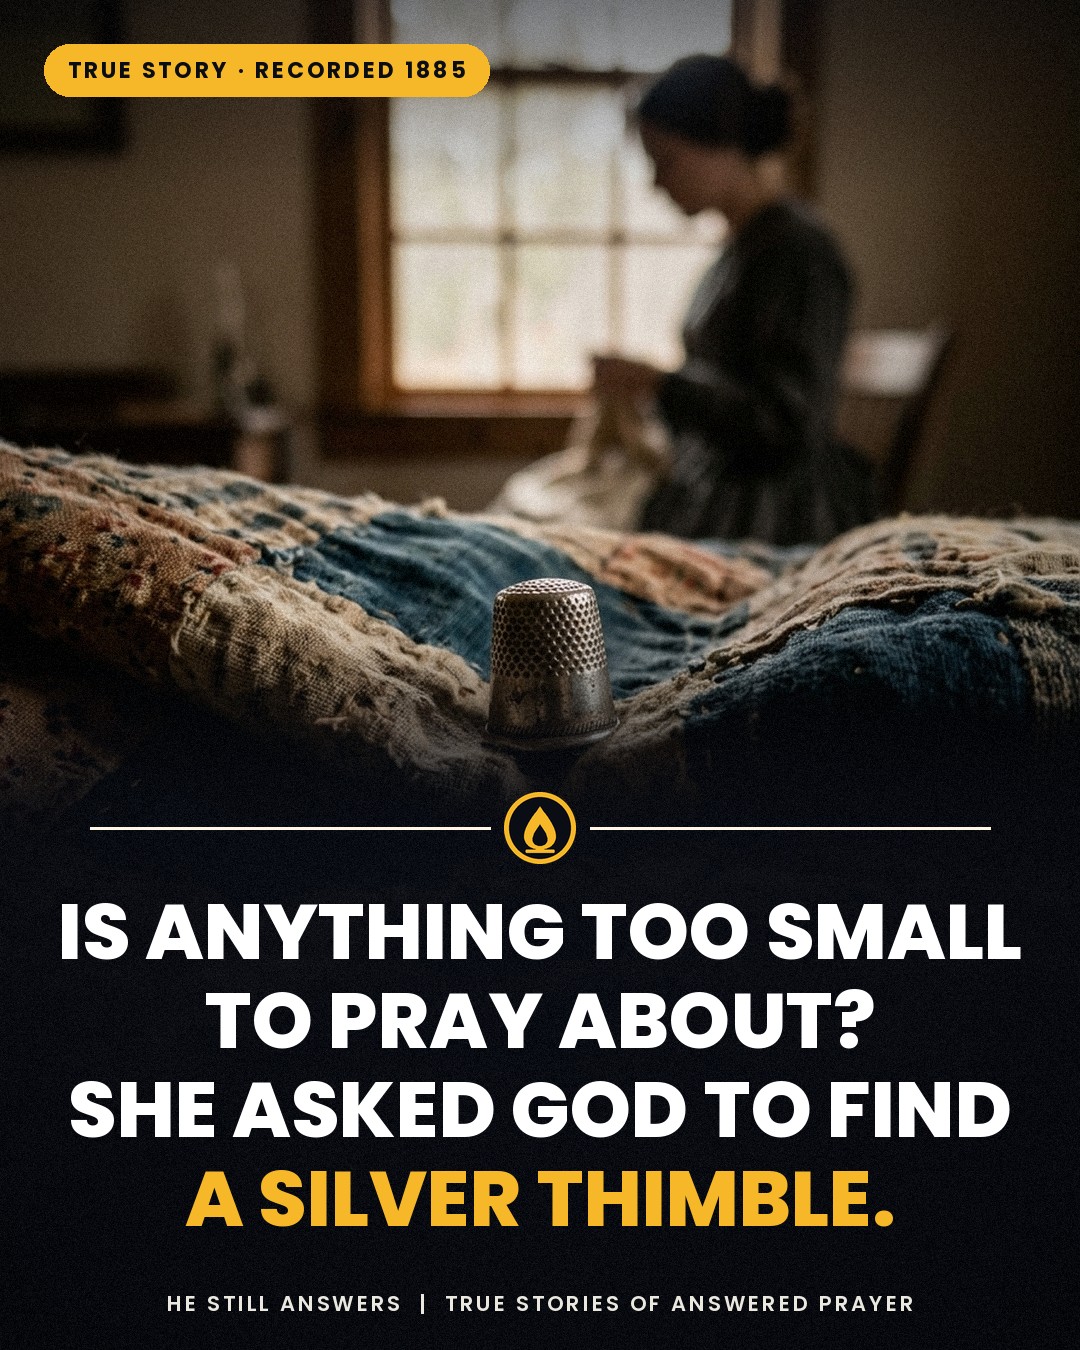 TRUE STORY · RECORDED 1885
IS ANYTHING TOO SMALL
TO PRAY ABOUT?
SHE ASKED GOD TO FIND
A SILVER THIMBLE.
HE STILL ANSWERS | TRUE STORIES OF ANSWERED PRAYER